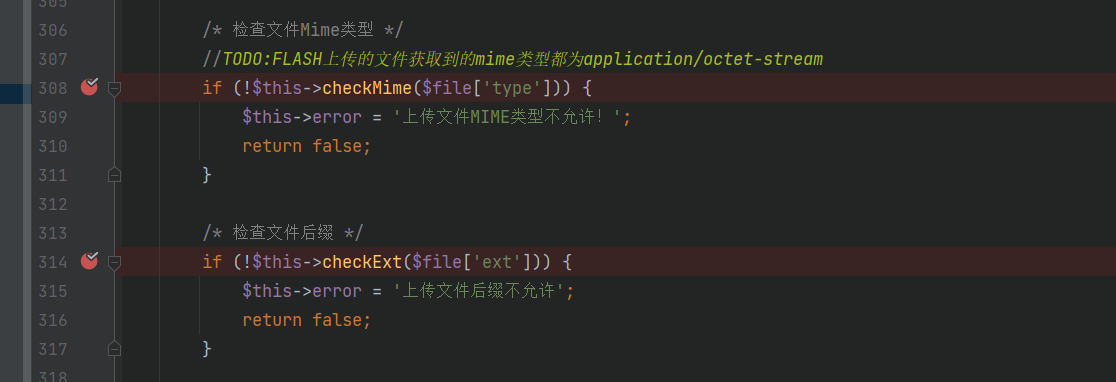 305
306 /* 检查文件Mime类型 */
307 //TODO:FLASH上传的文件获取到的mime类型都为application/octet-stream
308 if (!$this->checkMime($file['type'])) {
309 $this->error = '上传文件MIME类型不允许！';
310 return false;
311 }
312
313 /* 检查文件后缀 */
314 if (!$this->checkExt($file['ext'])) {
315 $this->error = '上传文件后缀不允许';
316 return false;
317 }
318